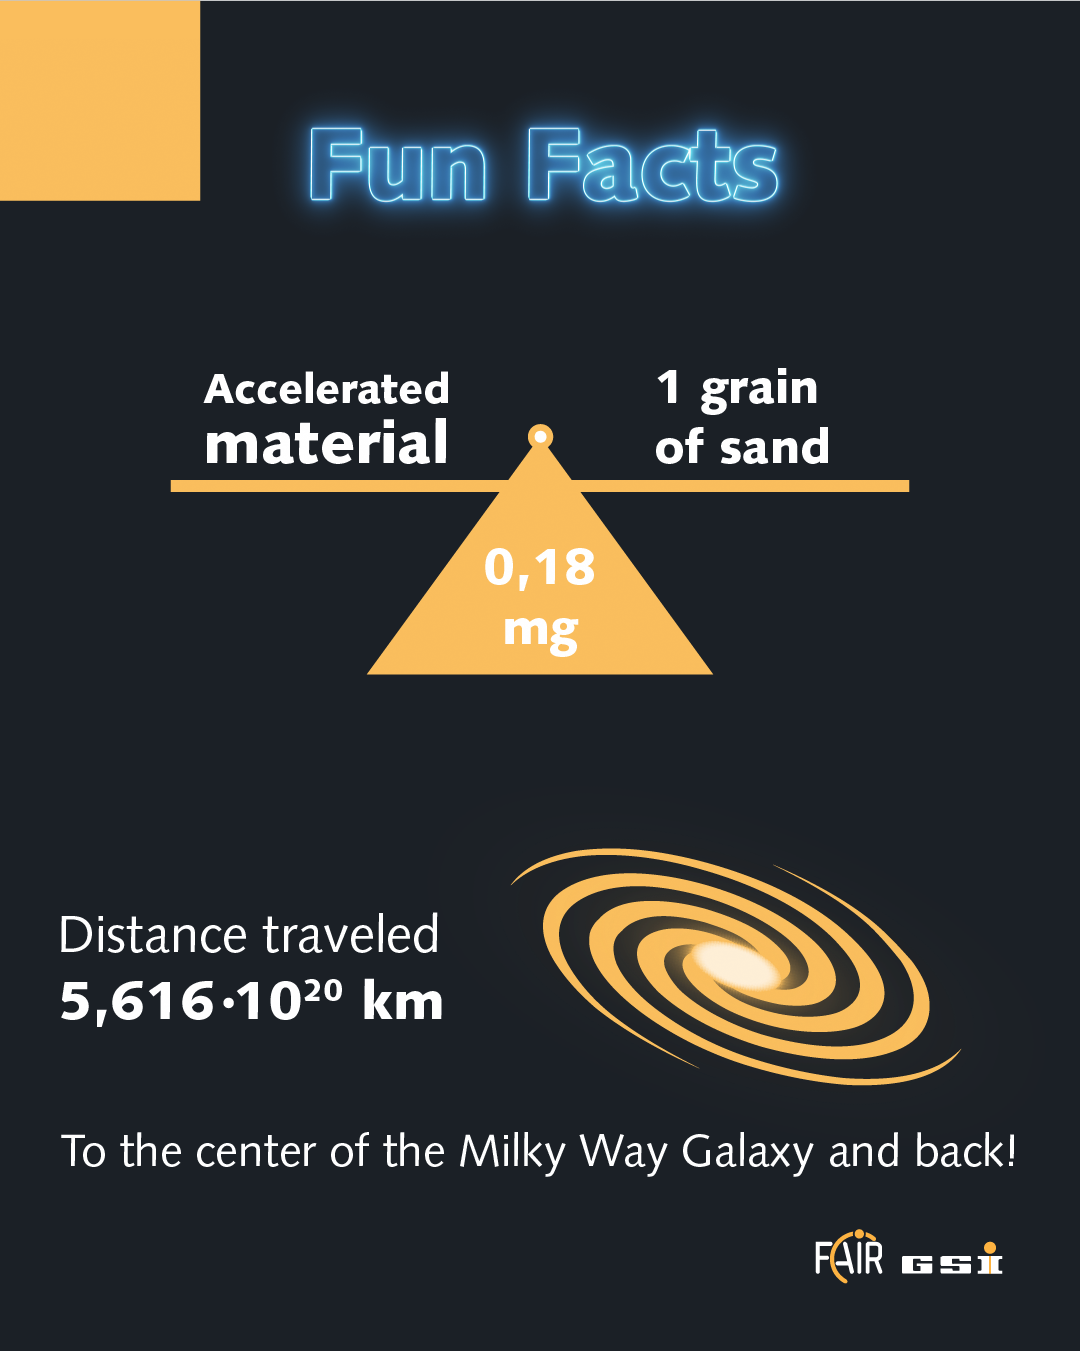 Fun Facts
Accelerated
material
1 grain
of sand
0,18
mg
Distance traveled
5,616·10²⁰ km
To the center of the Milky Way Galaxy and back!
FAIR GSI